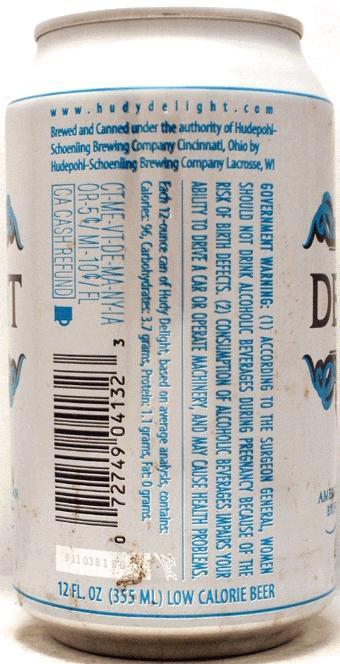 www.hudydelight.com
Brewed and Canned under the authority of Hudepohl-
Schoenling Brewing Company Cincinnati, Ohio by
Hudepohl-Schoenling Brewing Company Lacrosse, WI
GOVERNMENT WARNING: (1) ACCORDING TO THE SURGEON GENERAL, WOMEN
SHOULD NOT DRINK ALCOHOLIC BEVERAGES DURING PREGNANCY BECAUSE OF THE
RISK OF BIRTH DEFECTS. (2) CONSUMPTION OF ALCOHOLIC BEVERAGES IMPAIRS YOUR
ABILITY TO DRIVE A CAR OR OPERATE MACHINERY, AND MAY CAUSE HEALTH PROBLEMS.
Each 12-ounce can of Hudy Delight, based on average analysis, contains:
Calories: 96, Carbohydrates: 3.7 grams, Protein: 1.1 grams, Fat: 0 grams.
CT-ME-VT-DE-MA-NY-IA
OR-5¢/MI 10¢/FL
CA CASH REFUND
0 72749 04132 3
Ball
12 FL. OZ (355 ML) LOW CALORIE BEER
T
DE